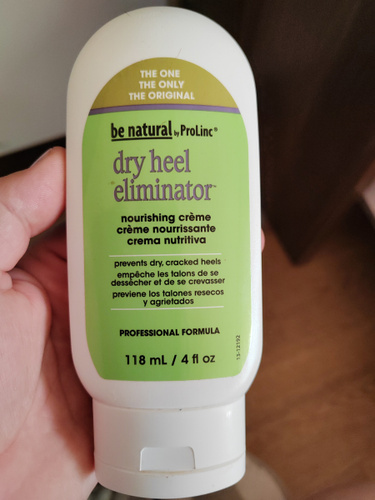 THE ONE
THE ONLY
THE ORIGINAL
be natural by ProLinc®
dry heel
eliminator™
nourishing crème
crème nourrissante
crema nutritiva
prevents dry, cracked heels
empêche les talons de se
dessécher et de se crevasser
previene los talones resecos
y agrietados
PROFESSIONAL FORMULA
118 mL / 4 fl oz
15-12192